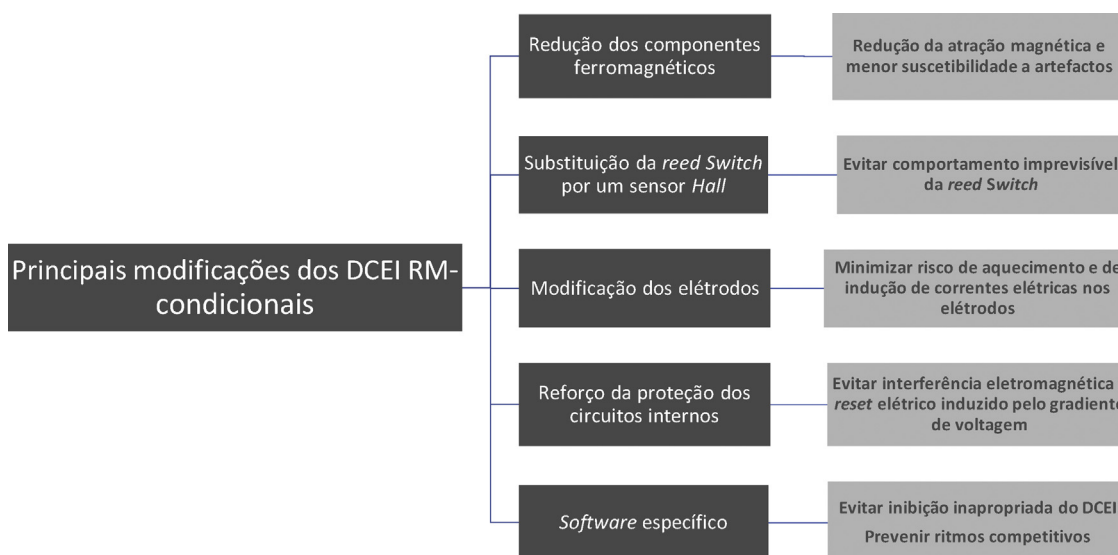 Principais modificações dos DCEI RM-
condicionais
Redução dos componentes
ferromagnéticos
Redução da atração magnética e
menor suscetibilidade a artefactos
Substituição da reed Switch
por um sensor Hall
Evitar comportamento imprevisível
da reed Switch
Modificação dos elétrodos
Minimizar risco de aquecimento e de
indução de correntes elétricas nos
elétrodos
Reforço da proteção dos
circuitos internos
Evitar interferência eletromagnética
reset elétrico induzido pelo gradiente
de voltagem
Software específico
Evitar inibição inapropriada do DCEI
Prevenir ritmos competitivos